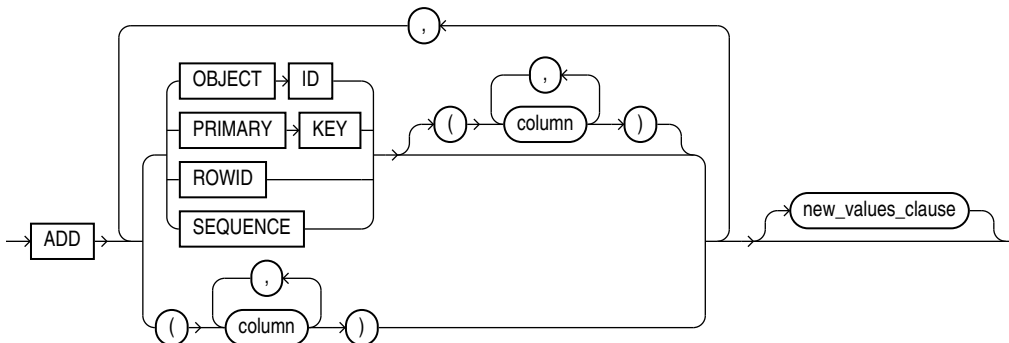 ,
OBJECT ID
,
PRIMARY KEY ( column )
ROWID
SEQUENCE
new_values_clause
ADD
,
( column )